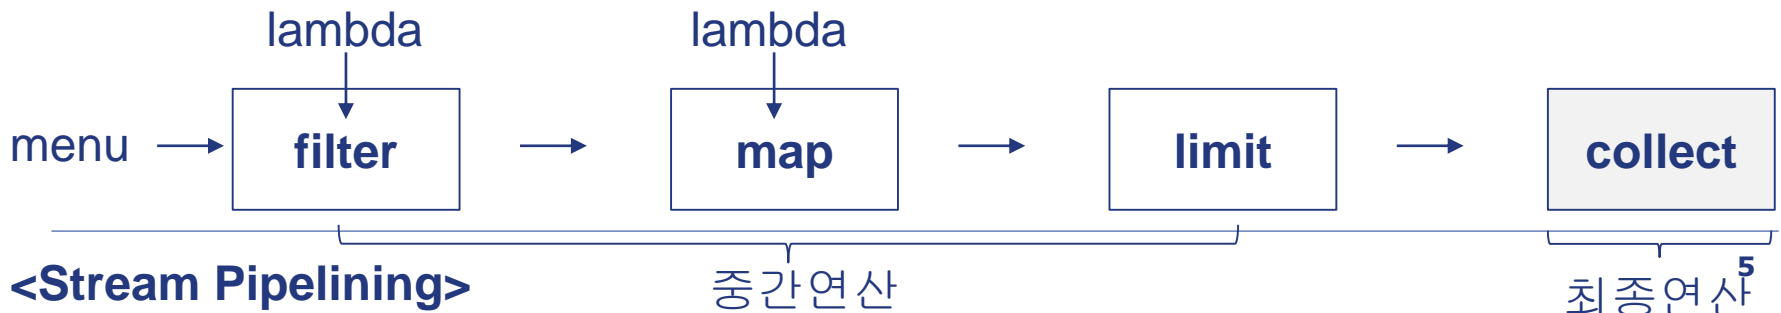 lambda lambda
menu filter map limit collect
<Stream Pipelining> 중간연산 최종연산
5